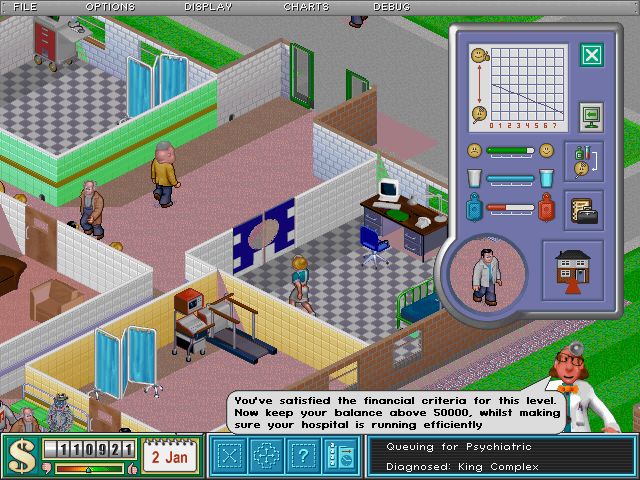 FILE OPTIONS DISPLAY CHARTS DEBUG
0 1 2 3 4 5 6 7
You've satisfied the financial criteria for this level.
Now keep your balance above 50000, whilst making
sure your hospital is running efficiently
$ 110921
2 Jan
?
Queuing for Psychiatric
Diagnosed: King Complex